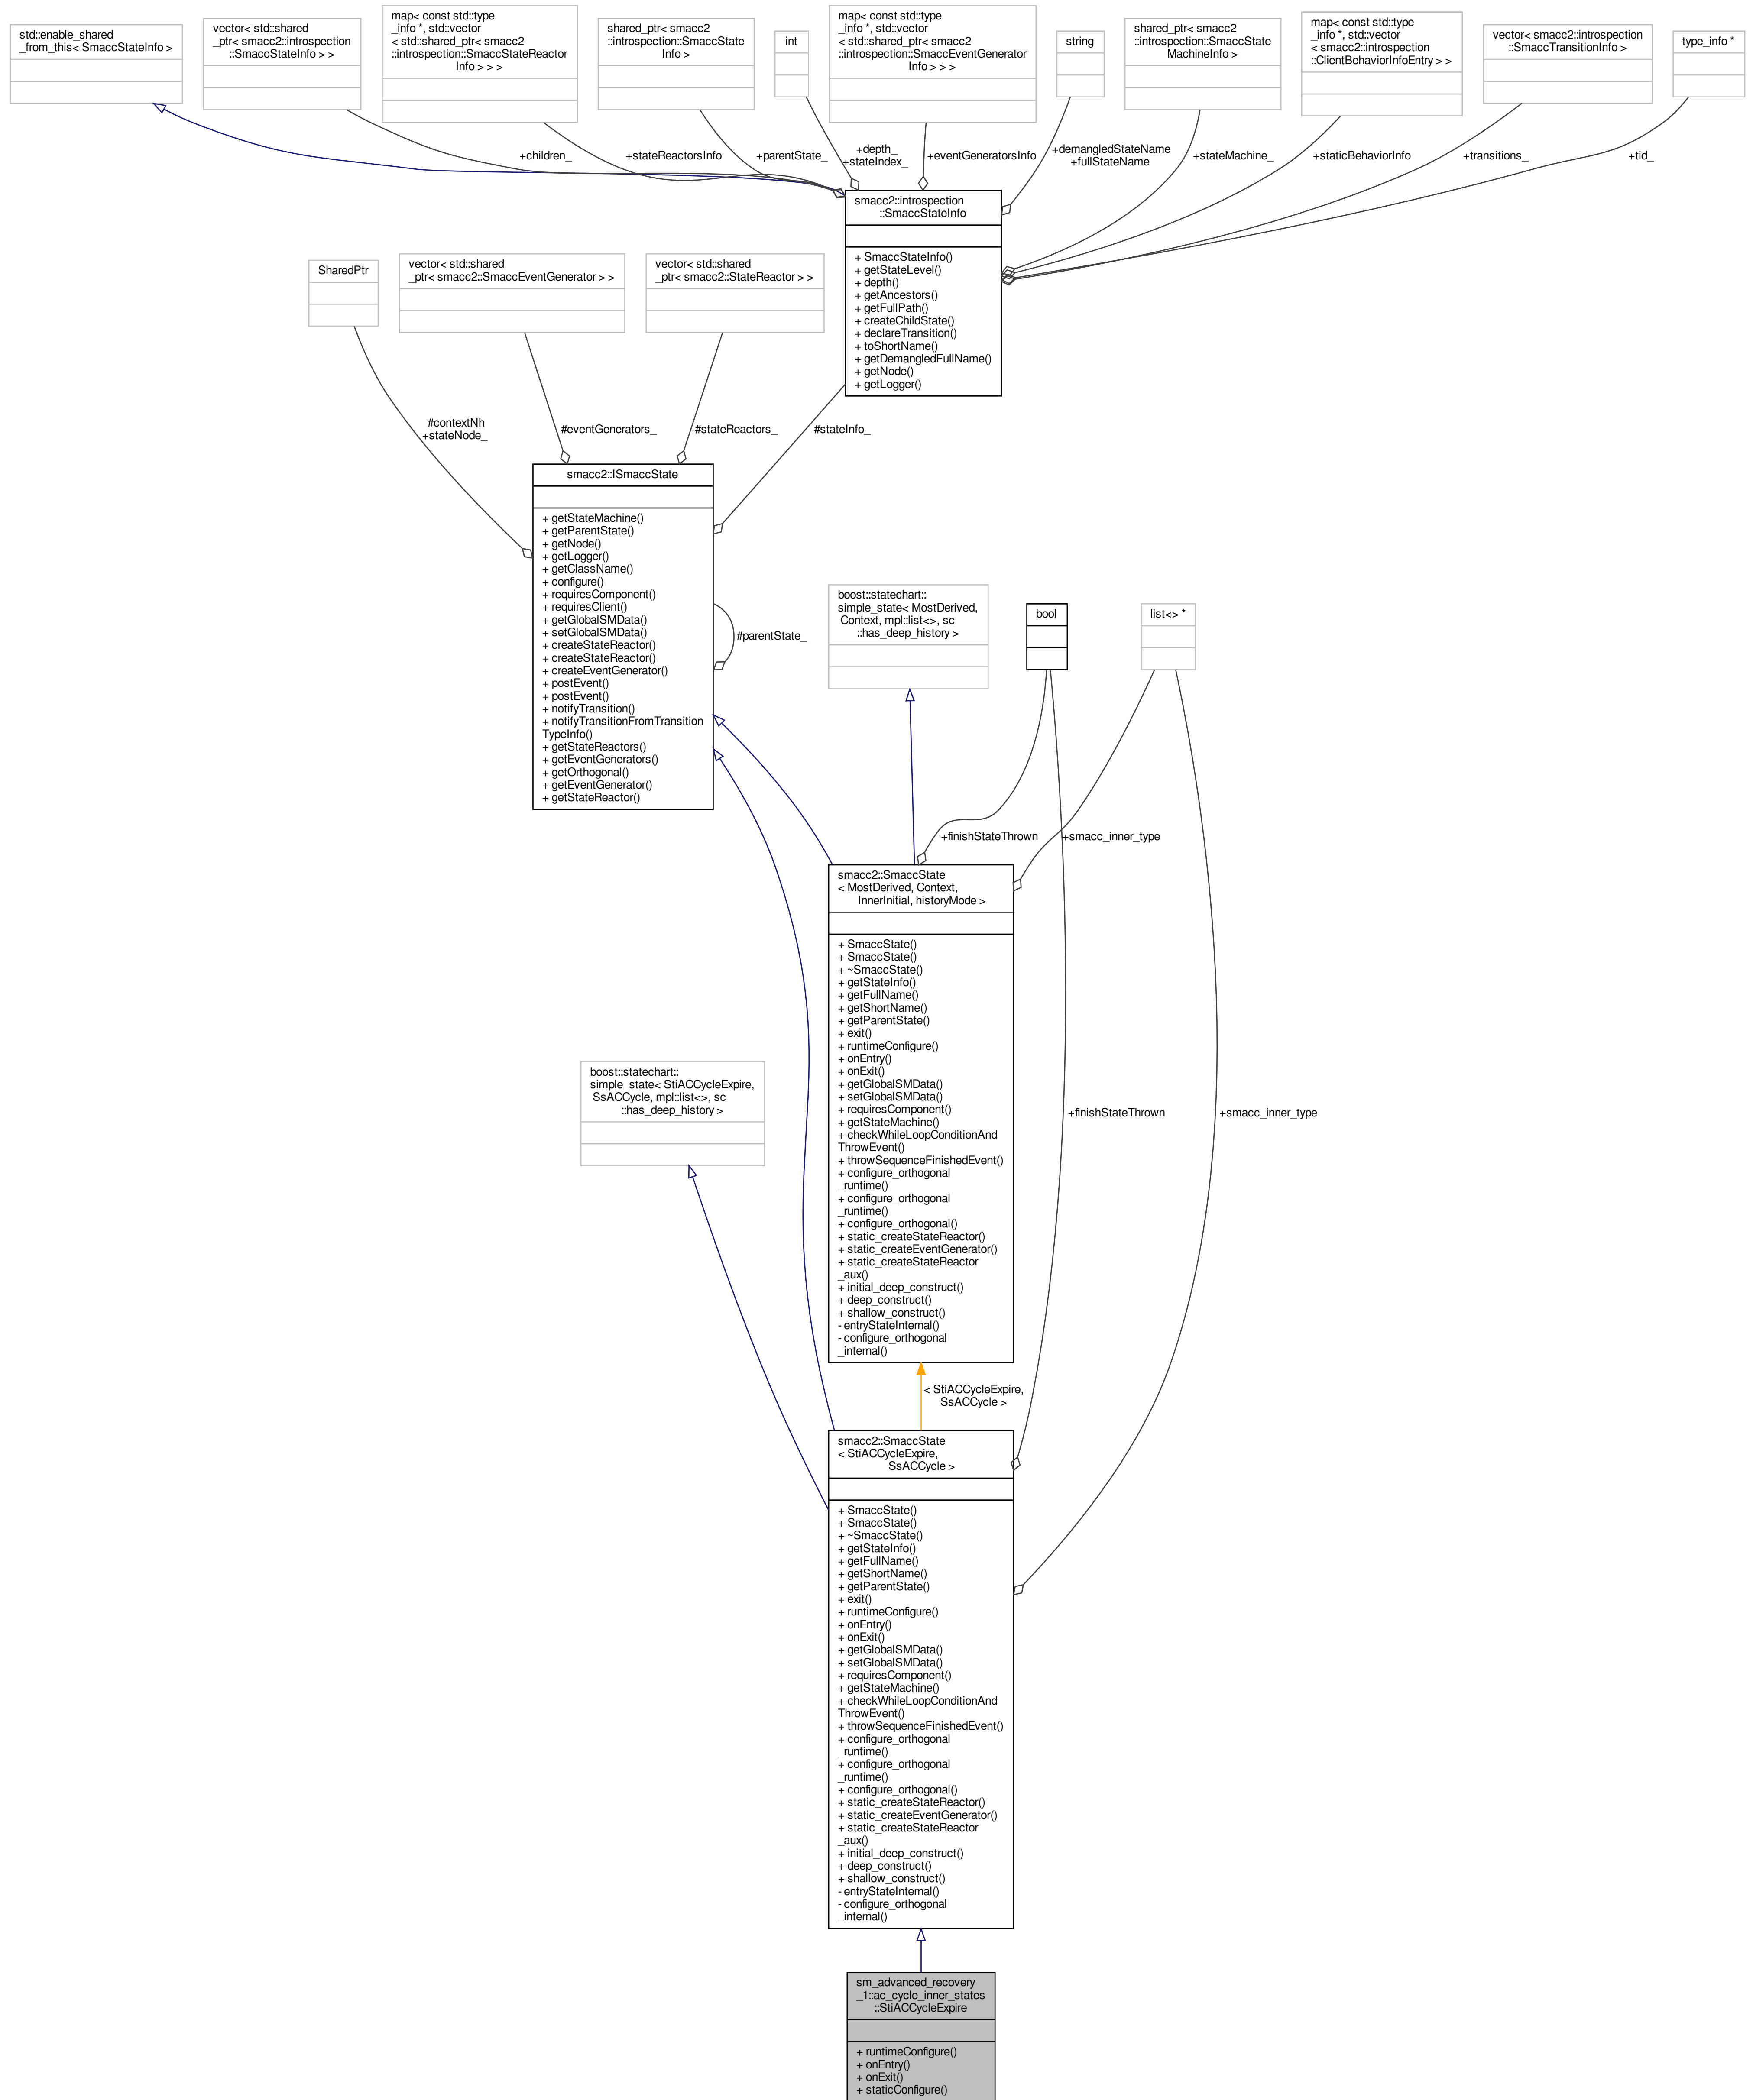 std::enable_shared
_from_this< SmaccStateInfo >
vector< std::shared
_ptr< smacc2::introspection
::SmaccStateInfo > >
map< const std::type
_info *, std::vector
< std::shared_ptr< smacc2
::introspection::SmaccStateReactor
Info > > >
shared_ptr< smacc2
::introspection::SmaccState
Info >
int
map< const std::type
_info *, std::vector
< std::shared_ptr< smacc2
::introspection::SmaccEventGenerator
Info > > >
string
shared_ptr< smacc2
::introspection::SmaccState
MachineInfo >
map< const std::type
_info *, std::vector
< smacc2::introspection
::ClientBehaviorInfoEntry > >
vector< smacc2::introspection
::SmaccTransitionInfo >
type_info *
+children_
+stateReactorsInfo
+parentState_
+depth_
+stateIndex_
+eventGeneratorsInfo
+demangledStateName
+fullStateName
+stateMachine_
+staticBehaviorInfo
+transitions_
+tid_
smacc2::introspection
::SmaccStateInfo
+ SmaccStateInfo()
+ getStateLevel()
+ depth()
+ getAncestors()
+ getFullPath()
+ createChildState()
+ declareTransition()
+ toShortName()
+ getDemangledFullName()
+ getNode()
+ getLogger()
SharedPtr
vector< std::shared
_ptr< smacc2::SmaccEventGenerator > >
vector< std::shared
_ptr< smacc2::StateReactor > >
#contextNh
+stateNode_
#eventGenerators_
#stateReactors_
#stateInfo_
smacc2::ISmaccState
+ getStateMachine()
+ getParentState()
+ getNode()
+ getLogger()
+ getClassName()
+ configure()
+ requiresComponent()
+ requiresClient()
+ getGlobalSMData()
+ setGlobalSMData()
+ createStateReactor()
+ createStateReactor()
+ createEventGenerator()
+ postEvent()
+ postEvent()
+ notifyTransition()
+ notifyTransitionFromTransition
TypeInfo()
+ getStateReactors()
+ getEventGenerators()
+ getOrthogonal()
+ getEventGenerator()
+ getStateReactor()
#parentState_
boost::statechart::
simple_state< MostDerived,
Context, mpl::list<>, sc
::has_deep_history >
bool
list<> *
+finishStateThrown
+smacc_inner_type
smacc2::SmaccState
< MostDerived, Context,
InnerInitial, historyMode >
+ SmaccState()
+ SmaccState()
+ ~SmaccState()
+ getStateInfo()
+ getFullName()
+ getShortName()
+ getParentState()
+ exit()
+ runtimeConfigure()
+ onEntry()
+ onExit()
+ getGlobalSMData()
+ setGlobalSMData()
+ requiresComponent()
+ getStateMachine()
+ checkWhileLoopConditionAnd
ThrowEvent()
+ throwSequenceFinishedEvent()
+ configure_orthogonal
_runtime()
+ configure_orthogonal
_runtime()
+ configure_orthogonal()
+ static_createStateReactor()
+ static_createEventGenerator()
+ static_createStateReactor
_aux()
+ initial_deep_construct()
+ deep_construct()
+ shallow_construct()
- entryStateInternal()
- configure_orthogonal
_internal()
boost::statechart::
simple_state< StiACCycleExpire,
SsACCycle, mpl::list<>, sc
::has_deep_history >
+finishStateThrown
+smacc_inner_type
< StiACCycleExpire,
SsACCycle >
smacc2::SmaccState
< StiACCycleExpire,
SsACCycle >
+ SmaccState()
+ SmaccState()
+ ~SmaccState()
+ getStateInfo()
+ getFullName()
+ getShortName()
+ getParentState()
+ exit()
+ runtimeConfigure()
+ onEntry()
+ onExit()
+ getGlobalSMData()
+ setGlobalSMData()
+ requiresComponent()
+ getStateMachine()
+ checkWhileLoopConditionAnd
ThrowEvent()
+ throwSequenceFinishedEvent()
+ configure_orthogonal
_runtime()
+ configure_orthogonal
_runtime()
+ configure_orthogonal()
+ static_createStateReactor()
+ static_createEventGenerator()
+ static_createStateReactor
_aux()
+ initial_deep_construct()
+ deep_construct()
+ shallow_construct()
- entryStateInternal()
- configure_orthogonal
_internal()
sm_advanced_recovery
_1::ac_cycle_inner_states
::StiACCycleExpire
+ runtimeConfigure()
+ onEntry()
+ onExit()
+ staticConfigure()